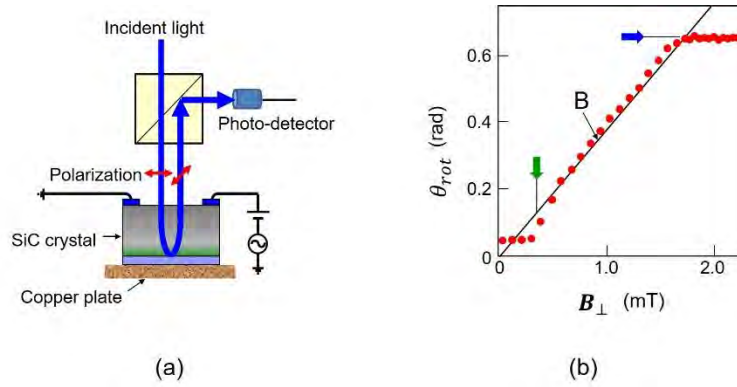 Incident light
Photo-detector
Polarization
SiC crystal
Copper plate
(a)
θrot (rad)
0.6
0.4
0.2
0
B
0
1.0
2.0
B⊥ (mT)
(b)